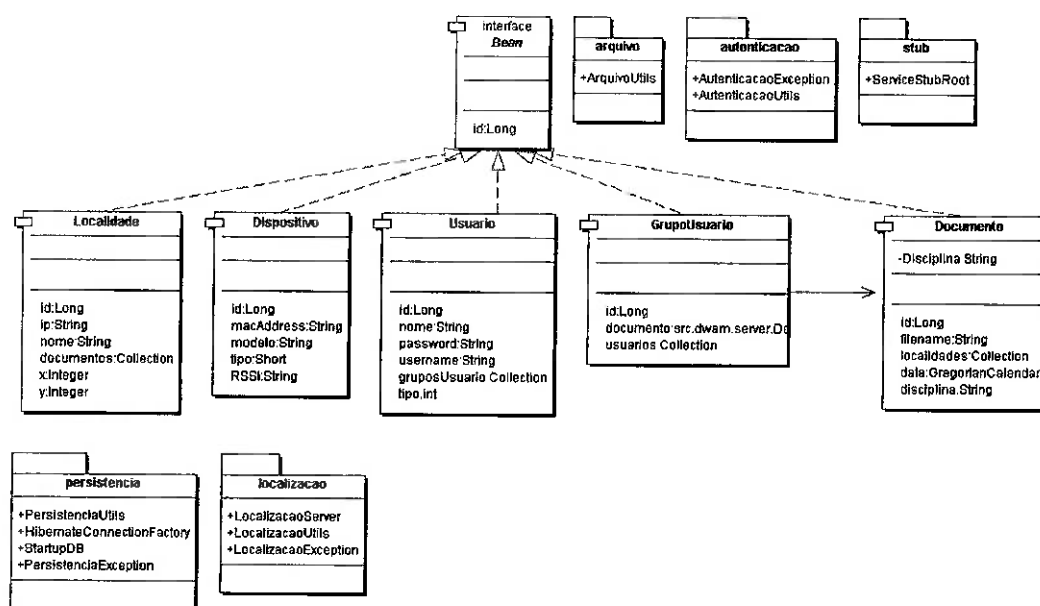 interface
Bean
id:Long
arquivo
+ArquivoUtils
autenticacao
+AutenticacaoException
+AutenticacaoUtils
stub
+ServiceStubRoot
Localidade
id:Long
ip:String
nome:String
documentos:Collection
x:Integer
y:Integer
Dispositivo
id:Long
macAddress:String
modelo:String
tipo:Short
RSSI:String
Usuario
id:Long
nome:String
password:String
username:String
gruposUsuario:Collection
tipo:int
GrupoUsuario
id:Long
documento:src.dwam.server.Do
usuarios:Collection
Documento
-Disciplina:String
id:Long
filename:String
localidades:Collection
data:GregorianCalendar
disciplina:String
persistencia
+PersistenciaUtils
+HibernateConnectionFactory
+StartupDB
+PersistenciaException
localizacao
+LocalizacaoServer
+LocalizacaoUtils
+LocalizacaoException